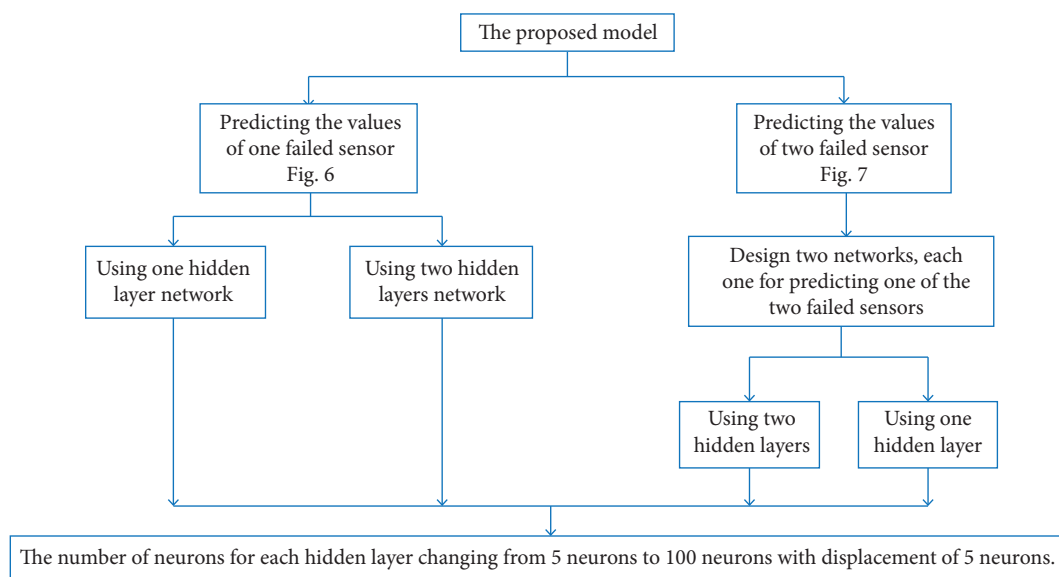 The proposed model
Predicting the values
of one failed sensor
Fig. 6
Predicting the values
of two failed sensor
Fig. 7
Using one hidden
layer network
Using two hidden
layers network
Design two networks, each
one for predicting one of the
two failed sensors
Using two
hidden layers
Using one
hidden layer
The number of neurons for each hidden layer changing from 5 neurons to 100 neurons with displacement of 5 neurons.